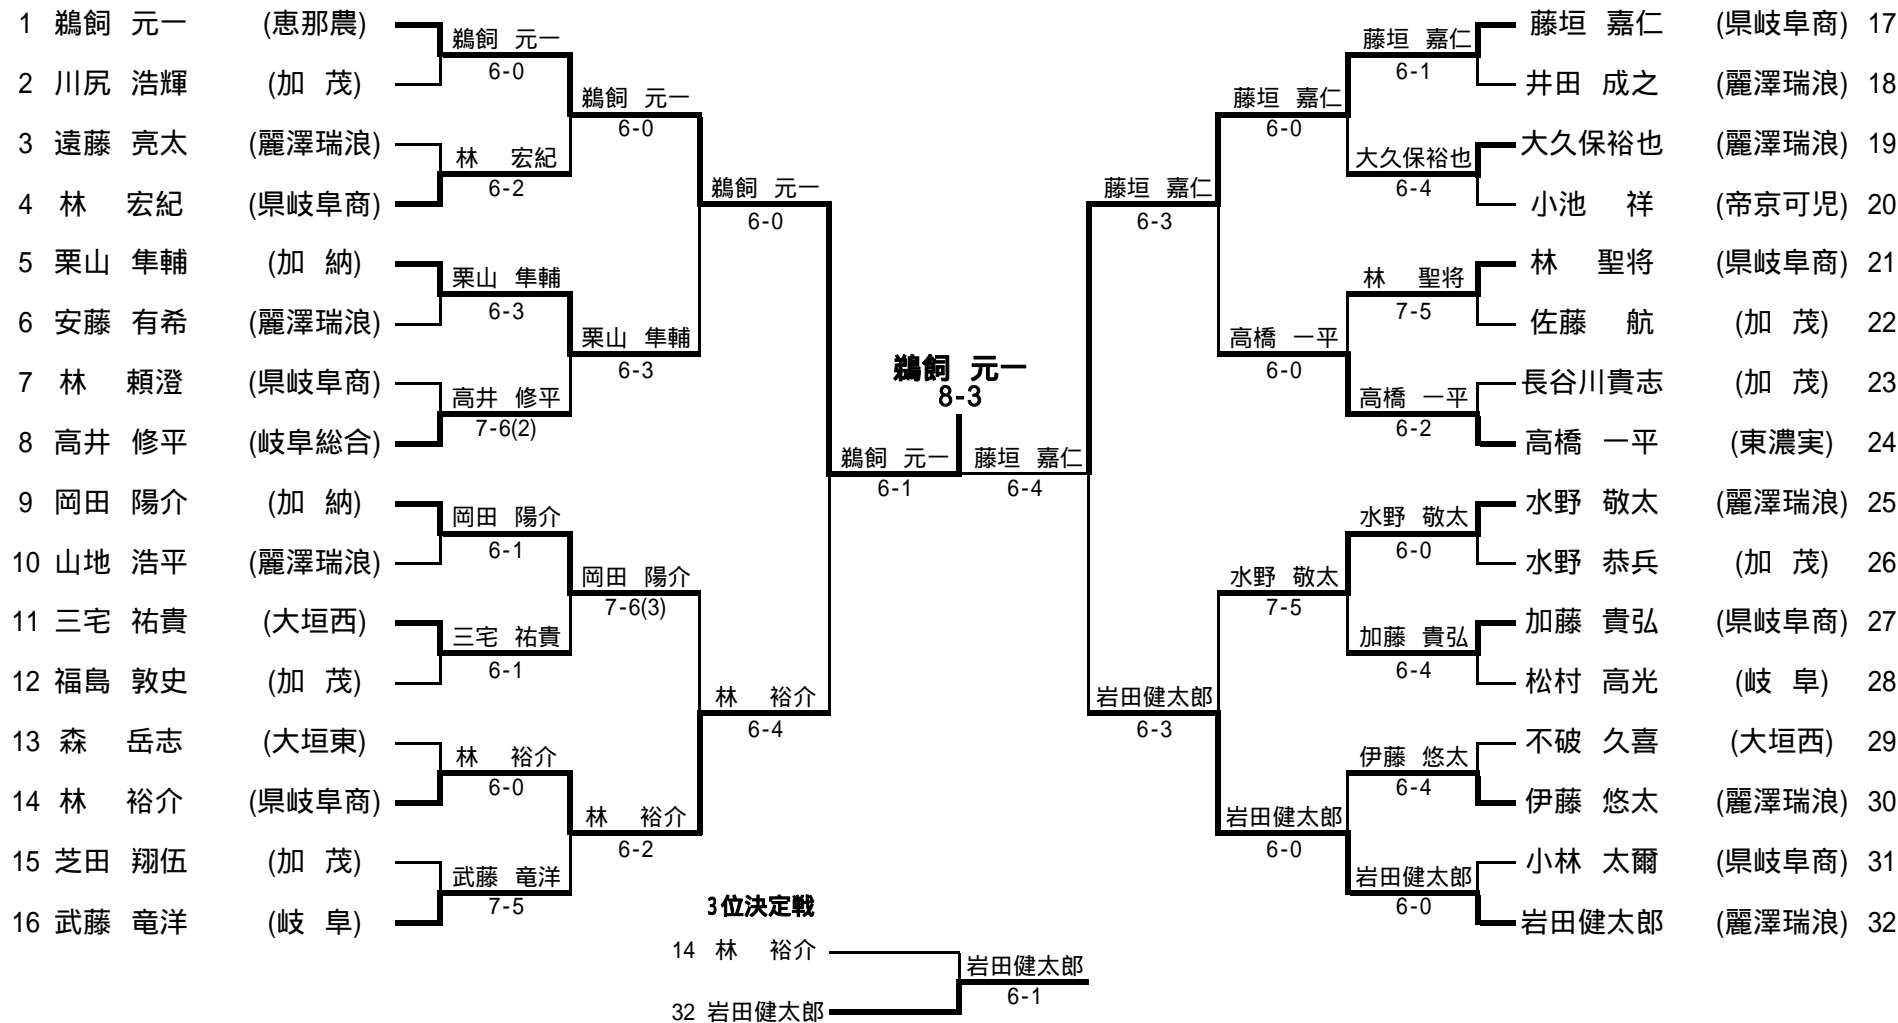 1 鵜飼 元一 (恵那農)
2 川尻 浩輝 (加 茂)
3 遠藤 亮太 (麗澤瑞浪)
4 林 宏紀 (県岐阜商)
5 栗山 隼輔 (加 納)
6 安藤 有希 (麗澤瑞浪)
7 林 頼澄 (県岐阜商)
8 高井 修平 (岐阜総合)
9 岡田 陽介 (加 納)
10 山地 浩平 (麗澤瑞浪)
11 三宅 祐貴 (大垣西)
12 福島 敦史 (加 茂)
13 森 岳志 (大垣東)
14 林 裕介 (県岐阜商)
15 芝田 翔伍 (加 茂)
16 武藤 竜洋 (岐 阜)
鵜飼 元一
6-0
林 宏紀
6-2
栗山 隼輔
6-3
高井 修平
7-6(2)
岡田 陽介
6-1
三宅 祐貴
6-1
林 裕介
6-0
武藤 竜洋
7-5
鵜飼 元一
6-0
栗山 隼輔
6-3
岡田 陽介
7-6(3)
林 裕介
6-2
鵜飼 元一
6-0
林 裕介
6-4
鵜飼 元一
6-1
鵜飼 元一
8-3
藤垣 嘉仁
6-4
藤垣 嘉仁
6-3
岩田健太郎
6-3
藤垣 嘉仁
6-0
高橋 一平
6-0
水野 敬太
7-5
岩田健太郎
6-0
藤垣 嘉仁
6-1
大久保裕也
6-4
林 聖将
7-5
高橋 一平
6-2
水野 敬太
6-0
加藤 貴弘
6-4
伊藤 悠太
6-4
岩田健太郎
6-0
藤垣 嘉仁 (県岐阜商) 17
井田 成之 (麗澤瑞浪) 18
大久保裕也 (麗澤瑞浪) 19
小池 祥 (帝京可児) 20
林 聖将 (県岐阜商) 21
佐藤 航 (加 茂) 22
長谷川貴志 (加 茂) 23
高橋 一平 (東濃実) 24
水野 敬太 (麗澤瑞浪) 25
水野 恭兵 (加 茂) 26
加藤 貴弘 (県岐阜商) 27
松村 高光 (岐 阜) 28
不破 久喜 (大垣西) 29
伊藤 悠太 (麗澤瑞浪) 30
小林 太爾 (県岐阜商) 31
岩田健太郎 (麗澤瑞浪) 32
3位決定戦
14 林 裕介
32 岩田健太郎
岩田健太郎
6-1